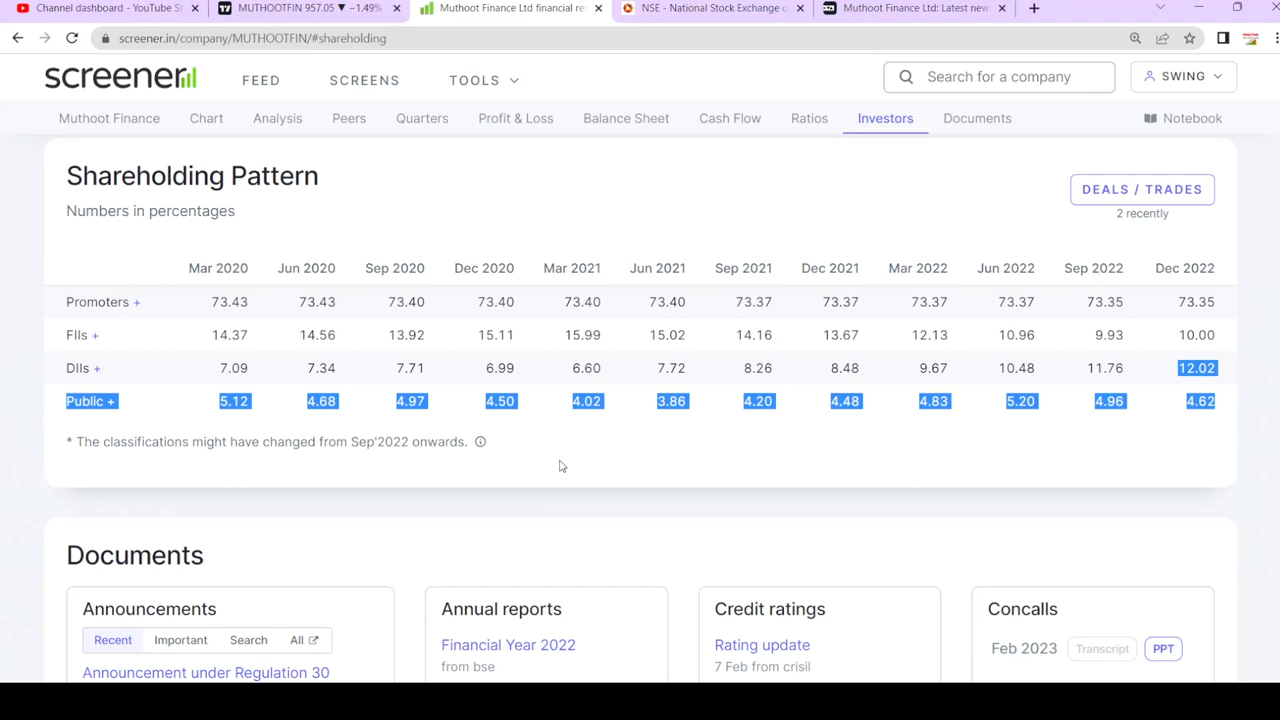 Channel dashboard - YouTube St
MUTHOOTFIN 957.05 ▼ −1.49%
Muthoot Finance Ltd financial re
NSE - National Stock Exchange o
Muthoot Finance Ltd: Latest new
screener.in/company/MUTHOOTFIN/#shareholding
screener FEED SCREENS TOOLS Search for a company SWING
Muthoot Finance Chart Analysis Peers Quarters Profit & Loss Balance Sheet Cash Flow Ratios Investors Documents Notebook
Shareholding Pattern
DEALS / TRADES
Numbers in percentages
2 recently
Mar 2020 Jun 2020 Sep 2020 Dec 2020 Mar 2021 Jun 2021 Sep 2021 Dec 2021 Mar 2022 Jun 2022 Sep 2022 Dec 2022
Promoters + 73.43 73.43 73.40 73.40 73.40 73.40 73.37 73.37 73.37 73.37 73.35 73.35
FIIs + 14.37 14.56 13.92 15.11 15.99 15.02 14.16 13.67 12.13 10.96 9.93 10.00
DIIs + 7.09 7.34 7.71 6.99 6.60 7.72 8.26 8.48 9.67 10.48 11.76 12.02
Public + 5.12 4.68 4.97 4.50 4.02 3.86 4.20 4.48 4.83 5.20 4.96 4.62
* The classifications might have changed from Sep'2022 onwards.
Documents
Announcements
Recent Important Search All
Announcement under Regulation 30
Annual reports
Financial Year 2022
from bse
Credit ratings
Rating update
7 Feb from crisil
Concalls
Feb 2023 Transcript PPT